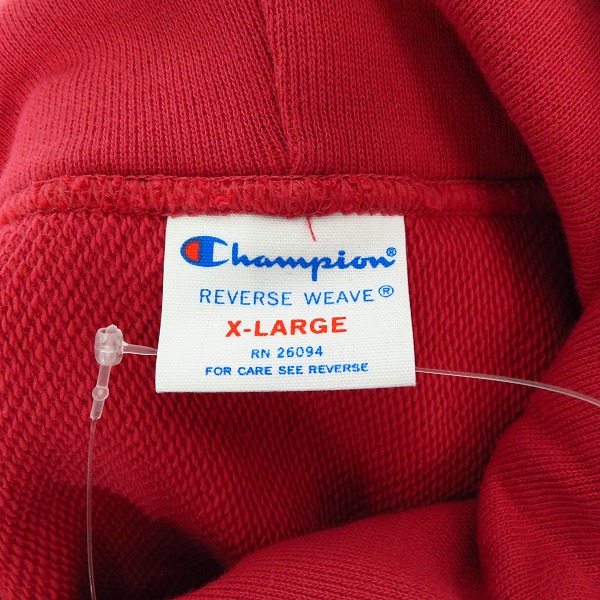 Champion®
REVERSE WEAVE®
X-LARGE
RN 26094
FOR CARE SEE REVERSE